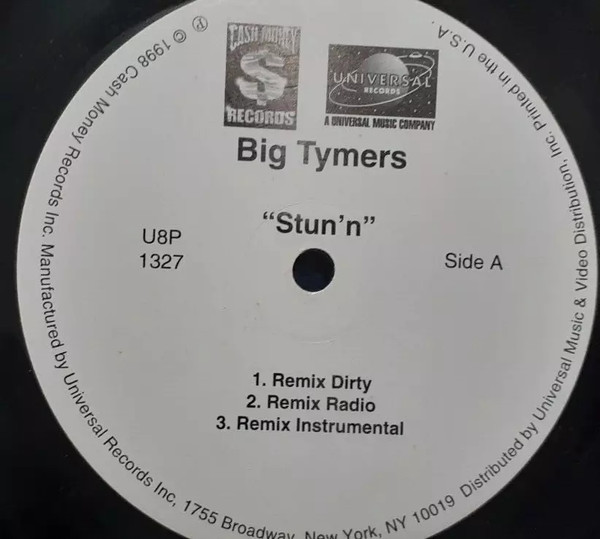 CASH MONEY
$
RECORDS
UNIVERSAL
RECORDS
A UNIVERSAL MUSIC COMPANY
Big Tymers
“Stun’n”
U8P
1327
Side A
1. Remix Dirty
2. Remix Radio
3. Remix Instrumental
℗ © 1998 Cash Money Records Inc. Manufactured by Universal Records Inc, 1755 Broadway, New York, NY 10019 Distributed by Universal Music & Video Distribution, Inc. Printed in the U.S.A.